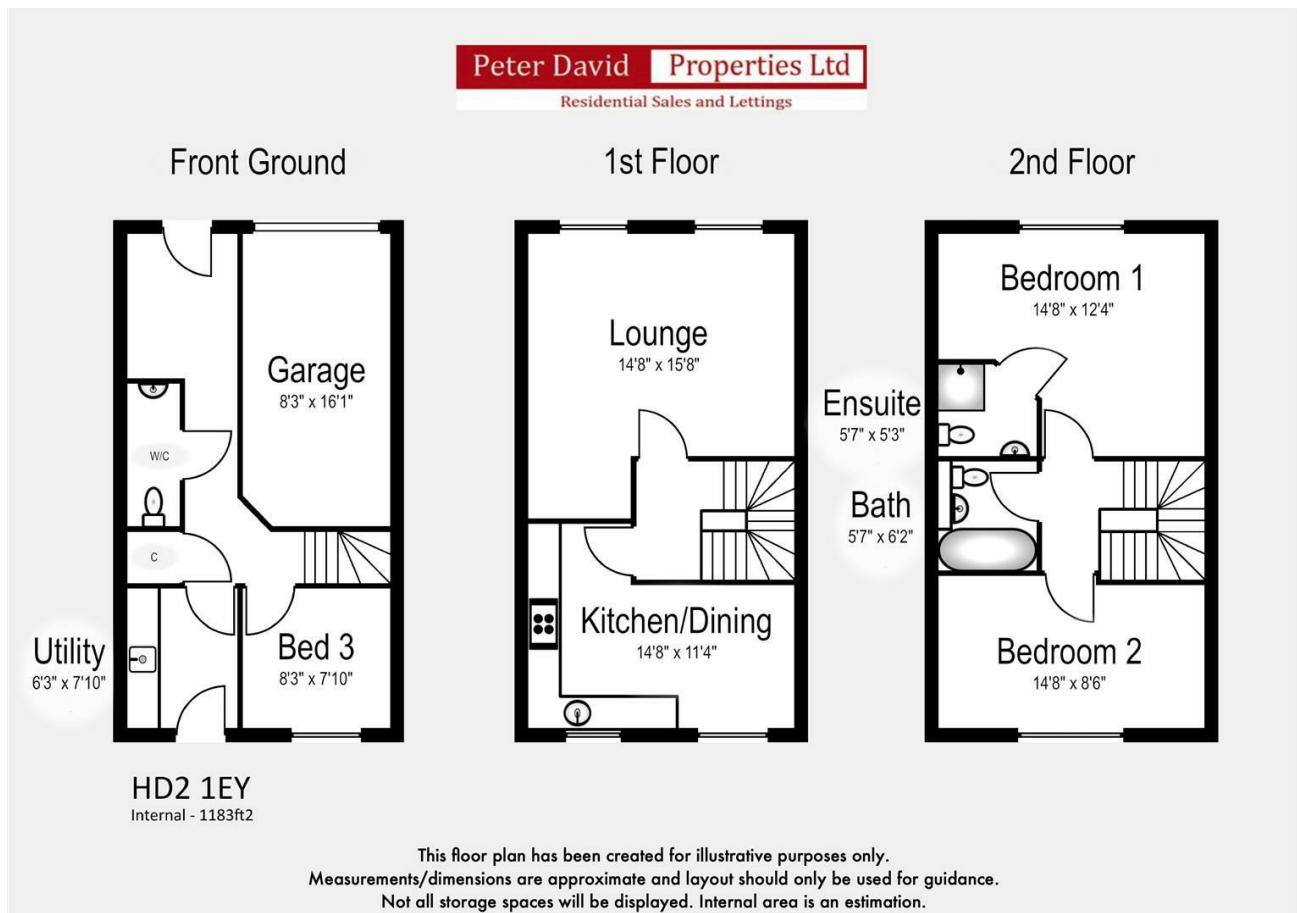 Peter David Properties Ltd
Residential Sales and Lettings
Front Ground
1st Floor
2nd Floor
Garage
8'3" x 16'1"
W/C
C
Utility
6'3" x 7'10"
Bed 3
8'3" x 7'10"
Lounge
14'8" x 15'8"
Kitchen/Dining
14'8" x 11'4"
Bedroom 1
14'8" x 12'4"
Ensuite
5'7" x 5'3"
Bath
5'7" x 6'2"
Bedroom 2
14'8" x 8'6"
HD2 1EY
Internal - 1183ft2
This floor plan has been created for illustrative purposes only.
Measurements/dimensions are approximate and layout should only be used for guidance.
Not all storage spaces will be displayed. Internal area is an estimation.